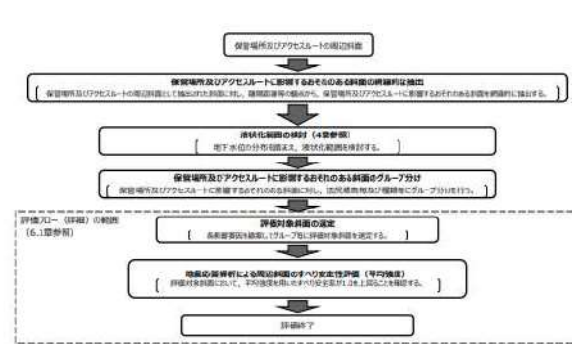 保管場所及びアクセスルートの周辺斜面
保管場所及びアクセスルートに影響するおそれのある斜面の網羅的な抽出
保管場所及びアクセスルートの周辺斜面として抽出された斜面に対し、離隔距離等の観点から、保管場所及びアクセスルートに影響するおそれのある斜面を網羅的に抽出する。
液状化範囲の検討(4章参照)
地下水位の分布を踏まえ、液状化範囲を検討する。
保管場所及びアクセスルートに影響するおそれのある斜面のグループ分け
保管場所及びアクセスルートに影響するおそれのある斜面に対し、法尻標高毎及び種類毎にグループ分けを行う。
評価フロー(詳細)の範囲
(6.1章参照)
評価対象斜面の選定
各影響要因を踏まえてグループ毎に評価対象斜面を選定する。
地震応答解析による周辺斜面のすべり安定性評価(平均強度)
評価対象斜面において、平均強度を用いたすべり安全率が1.0を上回ることを確認する。
評価終了